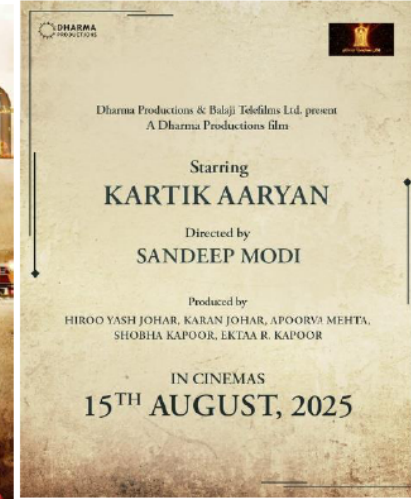 DHARMA
PRODUCTIONS
Dharma Productions & Balaji Telefilms Ltd. present
A Dharma Productions film
Starring
KARTIK AARYAN
Directed by
SANDEEP MODI
Produced by
HIROO YASH JOHAR, KARAN JOHAR, APOORVA MEHTA,
SHOBHA KAPOOR, EKTAA R. KAPOOR
IN CINEMAS
15TH AUGUST, 2025